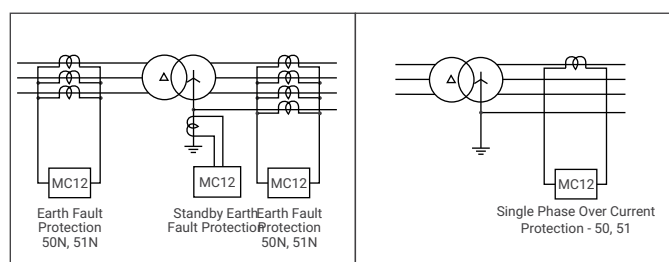 MC12
MC12
MC12
Earth Fault
Protection
50N, 51N
Standby Earth
Fault Protection
Earth Fault
Protection
50N, 51N
MC12
Single Phase Over Current
Protection - 50, 51